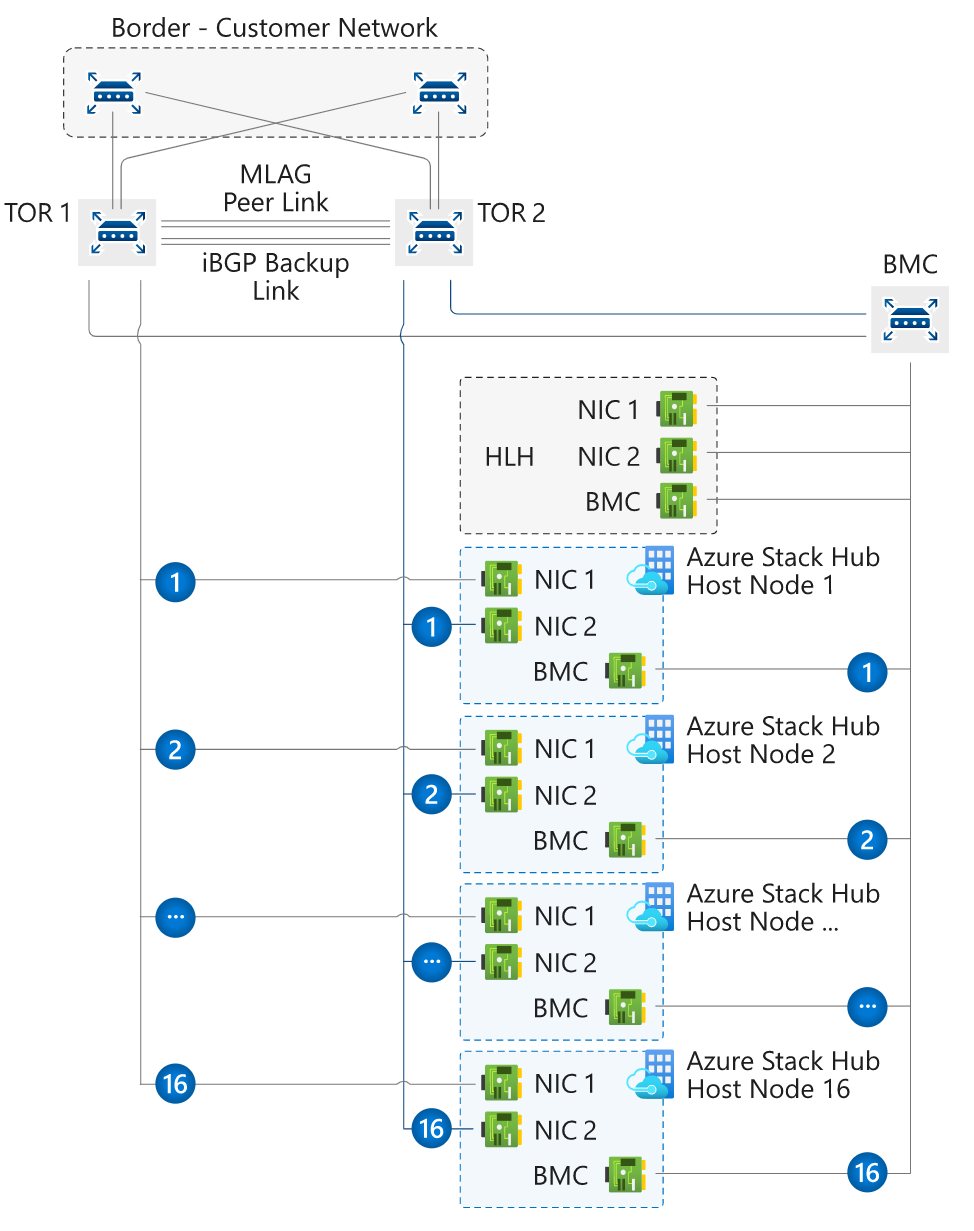 Border - Customer Network
MLAG
Peer Link
TOR 1
TOR 2
iBGP Backup
Link
BMC
NIC 1
HLH
NIC 2
BMC
Azure Stack Hub
Host Node 1
1
NIC 1
1
NIC 2
BMC
1
Azure Stack Hub
Host Node 2
2
NIC 1
2
NIC 2
BMC
2
Azure Stack Hub
Host Node ...
...
NIC 1
...
NIC 2
BMC
...
Azure Stack Hub
Host Node 16
16
NIC 1
16
NIC 2
BMC
16